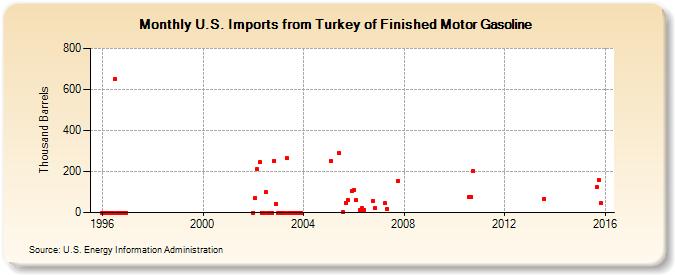 Monthly U.S. Imports from Turkey of Finished Motor Gasoline
800
600
400
200
0
Thousand Barrels
1996 2000 2004 2008 2012 2016
Source: U.S. Energy Information Administration